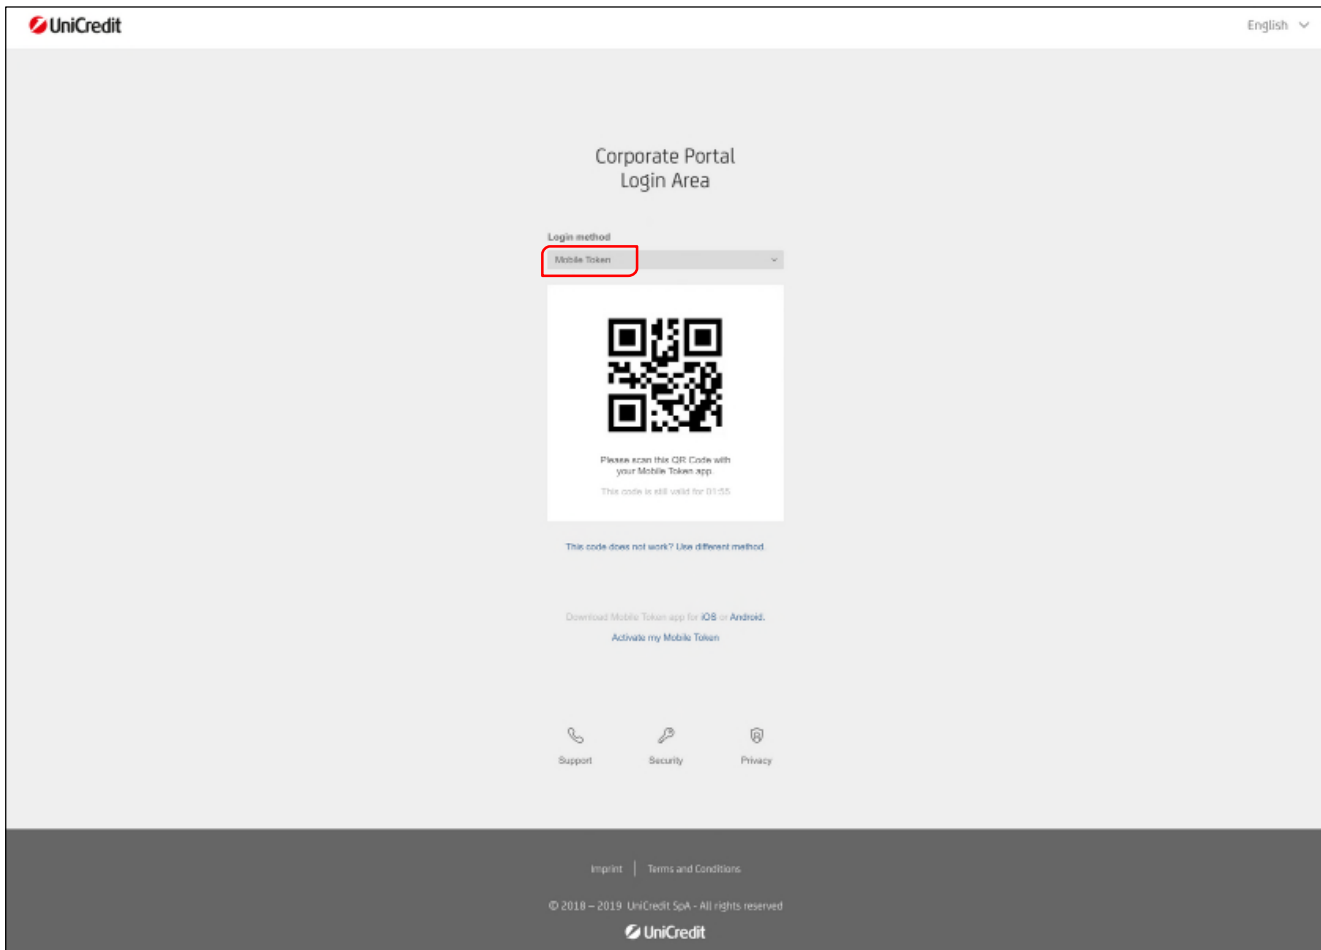 UniCredit
English
Corporate Portal
Login Area
Login method
Mobile Token
Please scan this QR Code with
your Mobile Token app.
This code is still valid for 01:55.
This code does not work? Use different method
Download Mobile Token app for iOS or Android.
Activate my Mobile Token
Support Security Privacy
Imprint | Terms and Conditions
© 2018 – 2019 UniCredit SpA - All rights reserved
UniCredit